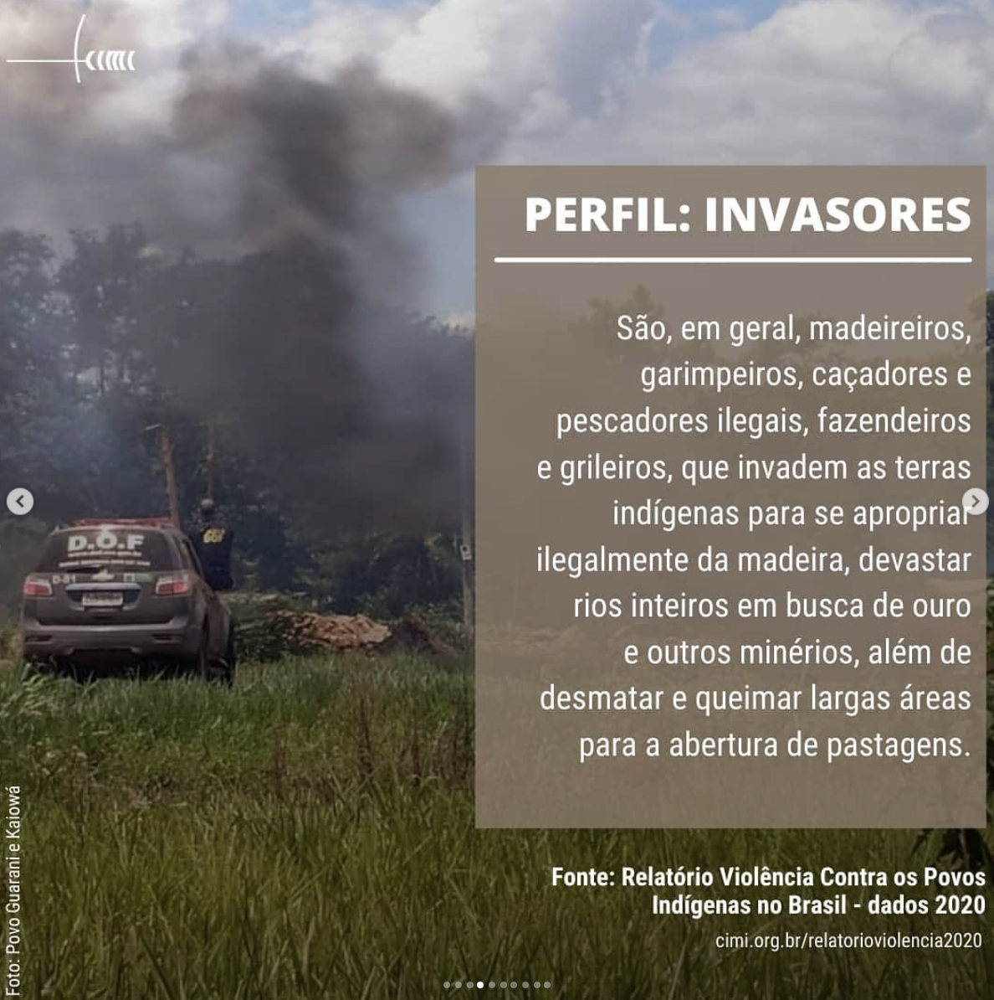 cimi
PERFIL: INVASORES
São, em geral, madeireiros,
garimpeiros, caçadores e
pescadores ilegais, fazendeiros
e grileiros, que invadem as terras
indígenas para se apropriar
ilegalmente da madeira, devastar
rios inteiros em busca de ouro
e outros minérios, além de
desmatar e queimar largas áreas
para a abertura de pastagens.
D.O.F
D-81
Foto: Povo Guarani e Kaiowá
Fonte: Relatório Violência Contra os Povos
Indígenas no Brasil - dados 2020
cimi.org.br/relatorioviolencia2020